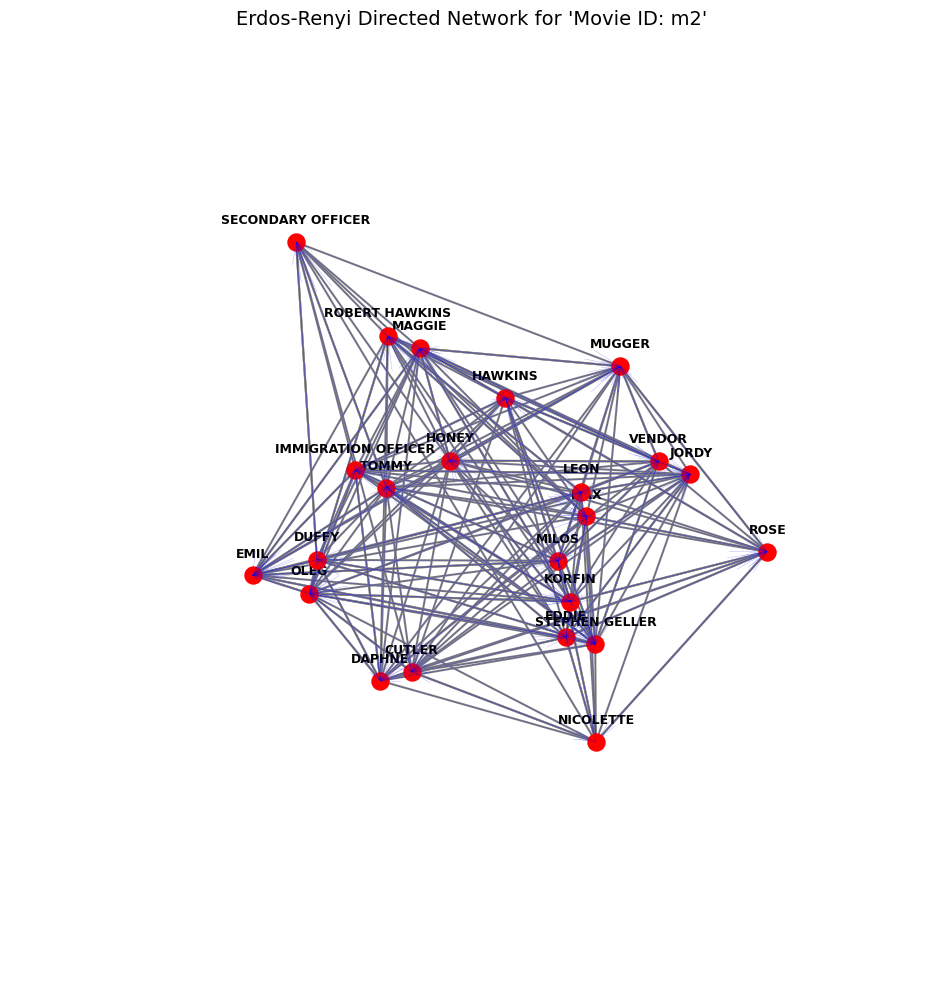 Erdos-Renyi Directed Network for 'Movie ID: m2'
SECONDARY OFFICER
ROBERT HAWKINS
MAGGIE
MUGGER
HAWKINS
HONEY
VENDOR
IMMIGRATION OFFICER
JORDY
TOMMY
LEON
ROSE
DUFFY
MILOS
EMIL
OLEG
KORFIN
EDDIE
STEPHEN GELLER
CUTLER
DAPHNE
NICOLETTE